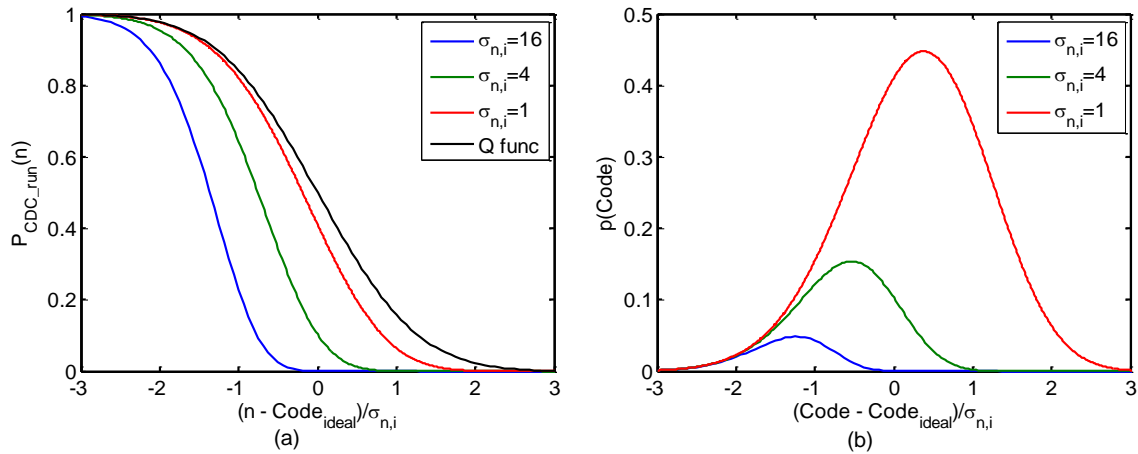 1
0.8
0.6
0.4
0.2
0
-3
-2
-1
0
1
2
3
P_CDC_run(n)
(n - Code_ideal)/σ_n,i
(a)
σ_n,i=16
σ_n,i=4
σ_n,i=1
Q func
0.5
0.4
0.3
0.2
0.1
0
-3
-2
-1
0
1
2
3
p(Code)
(Code - Code_ideal)/σ_n,i
(b)
σ_n,i=16
σ_n,i=4
σ_n,i=1